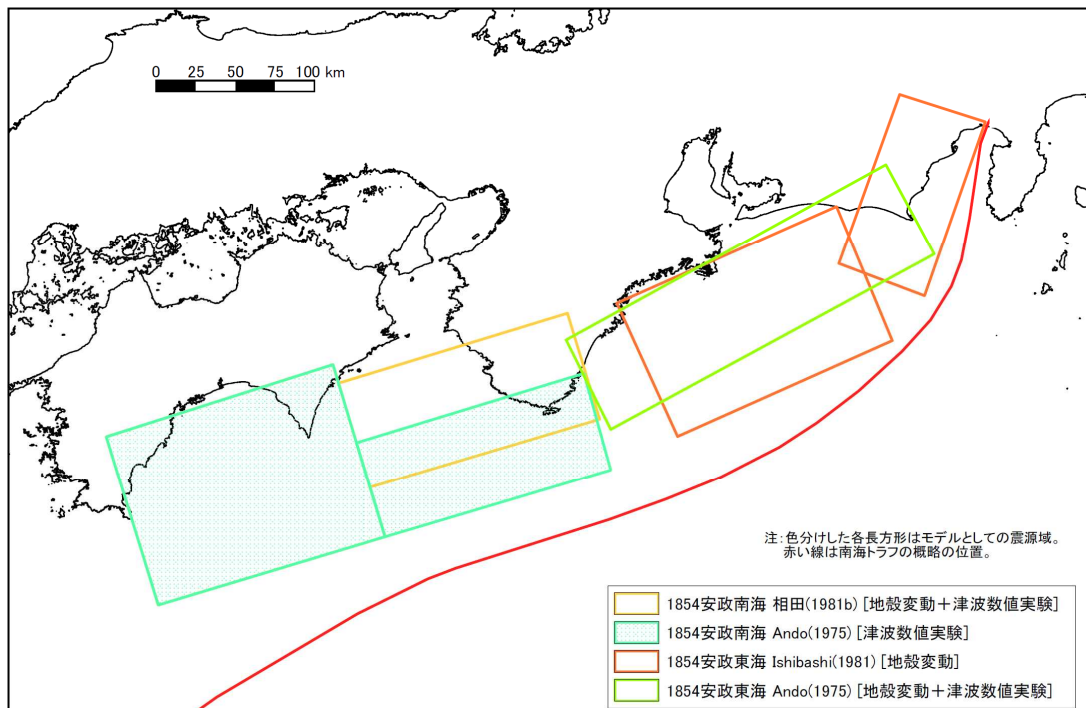 0 25 50 75 100 km
注：色分けした各長方形はモデルとしての震源域。
赤い線は南海トラフの概略の位置。
1854安政南海 相田(1981b) [地殻変動＋津波数値実験]
1854安政南海 Ando(1975) [津波数値実験]
1854安政東海 Ishibashi(1981) [地殻変動]
1854安政東海 Ando(1975) [地殻変動＋津波数値実験]